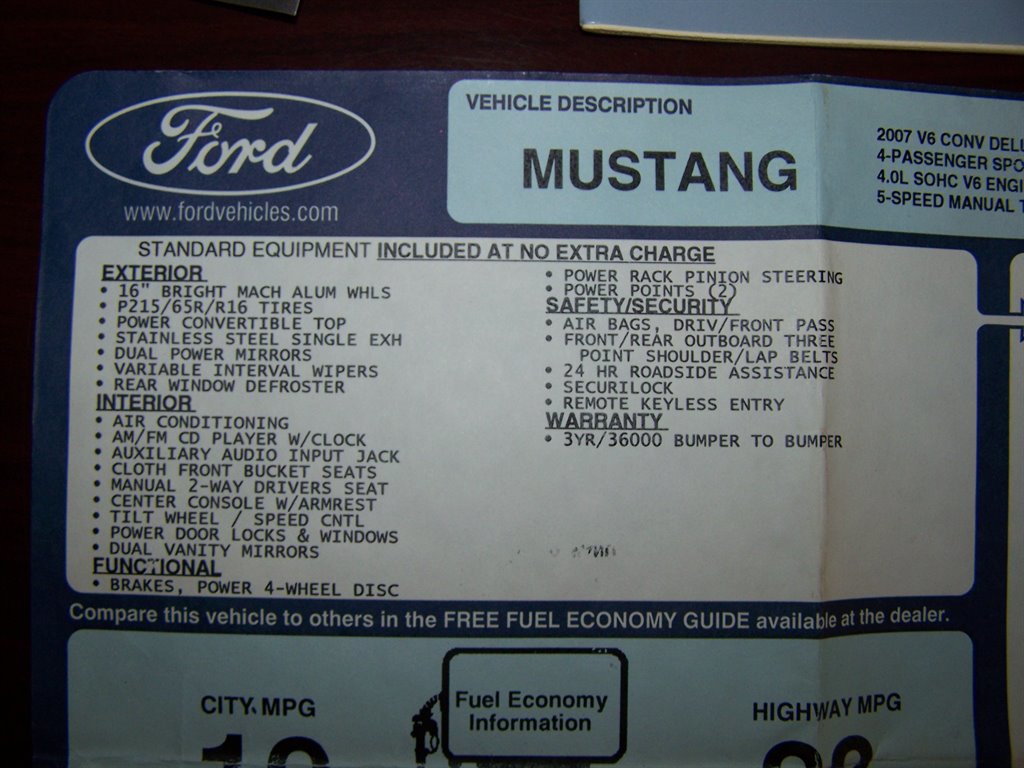 Ford
www.fordvehicles.com
VEHICLE DESCRIPTION
MUSTANG
2007 V6 CONV
4-PASSENGER
4.0L SOHC V6
5-SPEED MANUAL
STANDARD EQUIPMENT INCLUDED AT NO EXTRA CHARGE
EXTERIOR
• 16" BRIGHT MACH ALUM WHLS
• P215/65R/R16 TIRES
• POWER CONVERTIBLE TOP
• STAINLESS STEEL SINGLE EXH
• DUAL POWER MIRRORS
• VARIABLE INTERVAL WIPERS
• REAR WINDOW DEFROSTER
INTERIOR
• AIR CONDITIONING
• AM/FM CD PLAYER W/CLOCK
• AUXILIARY AUDIO INPUT JACK
• CLOTH FRONT BUCKET SEATS
• MANUAL 2-WAY DRIVERS SEAT
• CENTER CONSOLE W/ARMREST
• TILT WHEEL / SPEED CNTL
• POWER DOOR LOCKS & WINDOWS
• DUAL VANITY MIRRORS
FUNCTIONAL
• BRAKES, POWER 4-WHEEL DISC
• POWER RACK PINION STEERING
• POWER POINTS (2)
SAFETY/SECURITY
• AIR BAGS, DRIV/FRONT PASS
• FRONT/REAR OUTBOARD THREE
POINT SHOULDER/LAP BELTS
• 24 HR ROADSIDE ASSISTANCE
• SECURILOCK
• REMOTE KEYLESS ENTRY
WARRANTY
• 3YR/36000 BUMPER TO BUMPER
Compare this vehicle to others in the FREE FUEL ECONOMY GUIDE available at the dealer.
CITY MPG
Fuel Economy
Information
HIGHWAY MPG